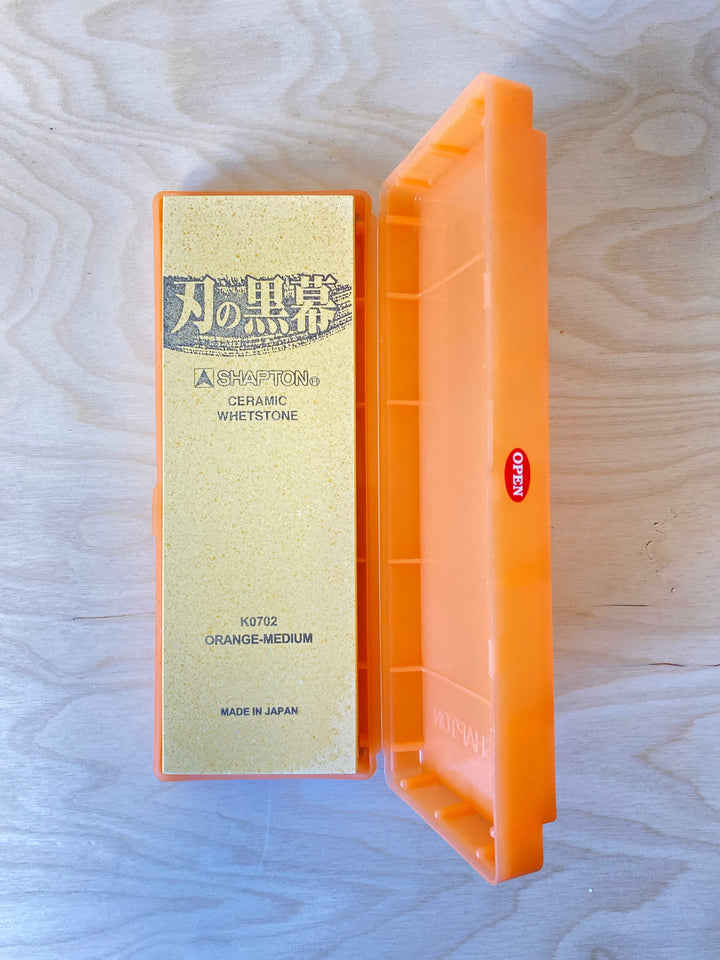 刃の黒幕
SHAPTON®
CERAMIC
WHETSTONE
K0702
ORANGE-MEDIUM
MADE IN JAPAN
OPEN
SHAPTON